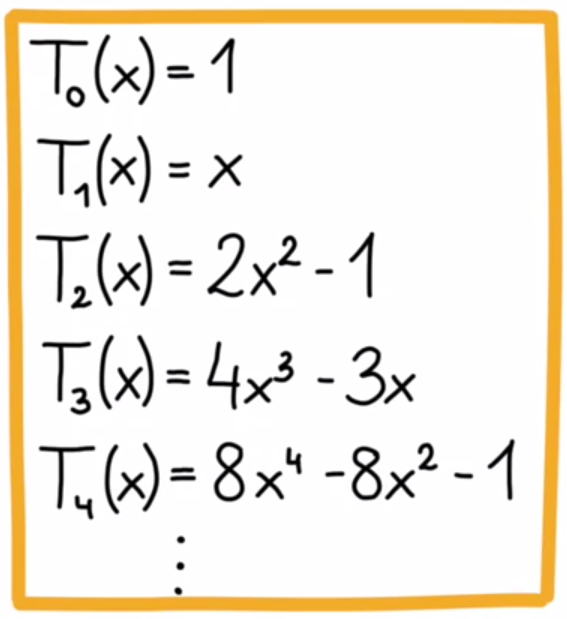 T₀(x) = 1
T₁(x) = x
T₂(x) = 2x² - 1
T₃(x) = 4x³ - 3x
T₄(x) = 8x⁴ - 8x² - 1
⋮